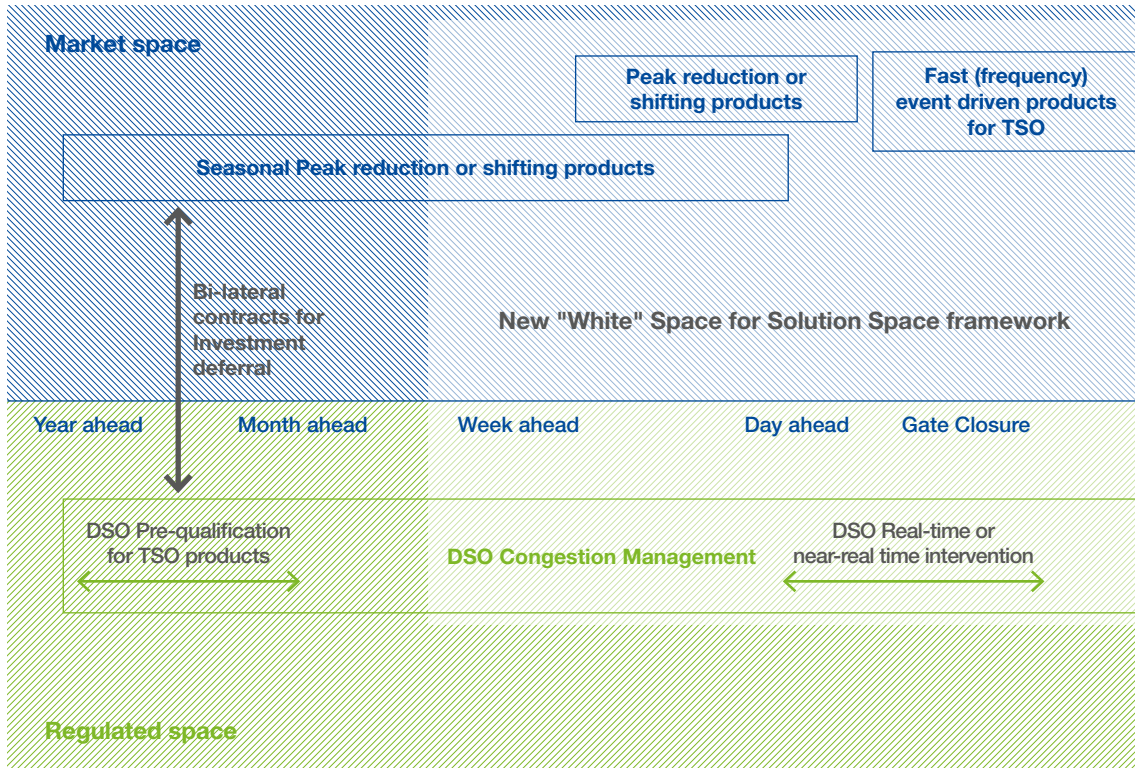 Market space
Peak reduction or
shifting products
Fast (frequency)
event driven products
for TSO
Seasonal Peak reduction or shifting products
Bi-lateral
contracts for
Investment
deferral
New "White" Space for Solution Space framework
Year ahead
Month ahead
Week ahead
Day ahead
Gate Closure
DSO Pre-qualification
for TSO products
DSO Congestion Management
DSO Real-time or
near-real time intervention
Regulated space